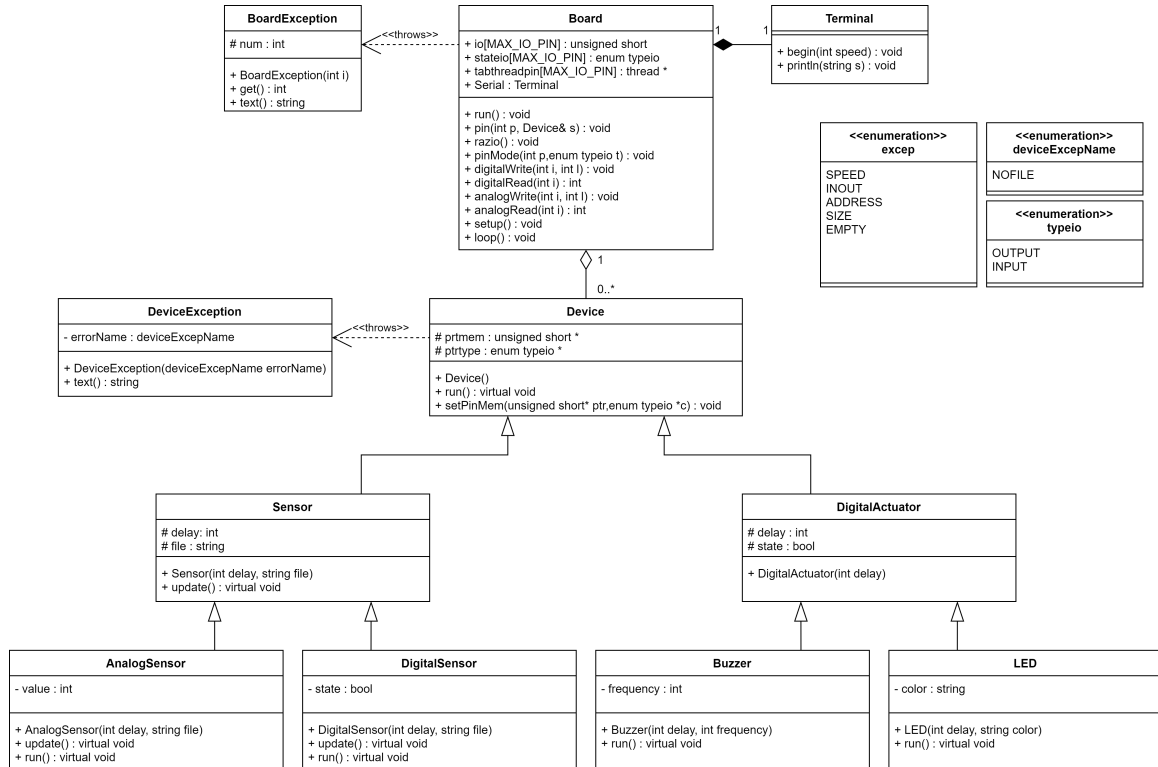 BoardException
# num : int
+ BoardException(int i)
+ get() : int
+ text() : string
<<throws>>
Board
+ io[MAX_IO_PIN] : unsigned short
+ stateio[MAX_IO_PIN] : enum typeio
+ tabthreadpin[MAX_IO_PIN] : thread *
+ Serial : Terminal
+ run() : void
+ pin(int p, Device& s) : void
+ razio() : void
+ pinMode(int p,enum typeio t) : void
+ digitalWrite(int i, int l) : void
+ digitalRead(int i) : int
+ analogWrite(int i, int l) : void
+ analogRead(int i) : int
+ setup() : void
+ loop() : void
1
1
Terminal
+ begin(int speed) : void
+ println(string s) : void
<<enumeration>>
excep
SPEED
INOUT
ADDRESS
SIZE
EMPTY
<<enumeration>>
deviceExcepName
NOFILE
<<enumeration>>
typeio
OUTPUT
INPUT
1
0..*
DeviceException
- errorName : deviceExcepName
+ DeviceException(deviceExcepName errorName)
+ text() : string
<<throws>>
Device
# prtmem : unsigned short *
# ptrtype : enum typeio *
+ Device()
+ run() : virtual void
+ setPinMem(unsigned short* ptr,enum typeio *c) : void
Sensor
# delay: int
# file : string
+ Sensor(int delay, string file)
+ update() : virtual void
DigitalActuator
# delay : int
# state : bool
+ DigitalActuator(int delay)
AnalogSensor
- value : int
+ AnalogSensor(int delay, string file)
+ update() : virtual void
+ run() : virtual void
DigitalSensor
- state : bool
+ DigitalSensor(int delay, string file)
+ update() : virtual void
+ run() : virtual void
Buzzer
- frequency : int
+ Buzzer(int delay, int frequency)
+ run() : virtual void
LED
- color : string
+ LED(int delay, string color)
+ run() : virtual void